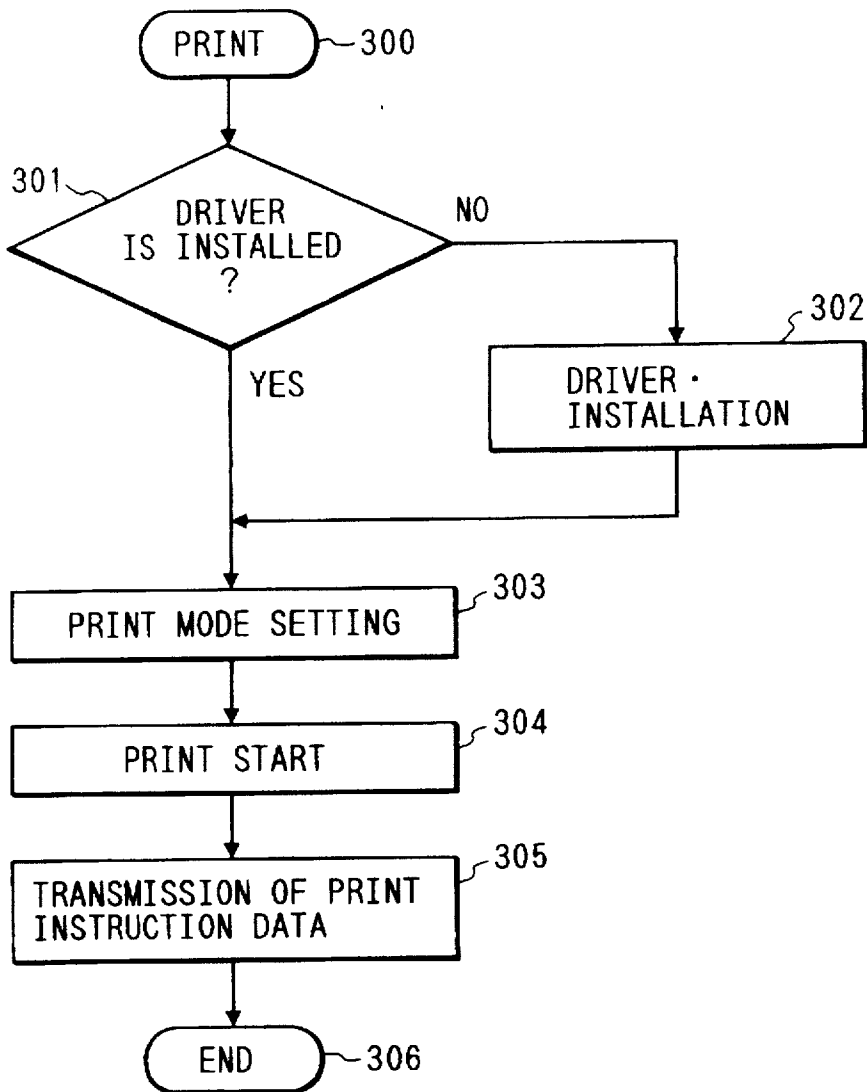 PRINT
300
301
DRIVER
IS INSTALLED
?
NO
302
DRIVER ·
INSTALLATION
YES
303
PRINT MODE SETTING
304
PRINT START
305
TRANSMISSION OF PRINT
INSTRUCTION DATA
END
306